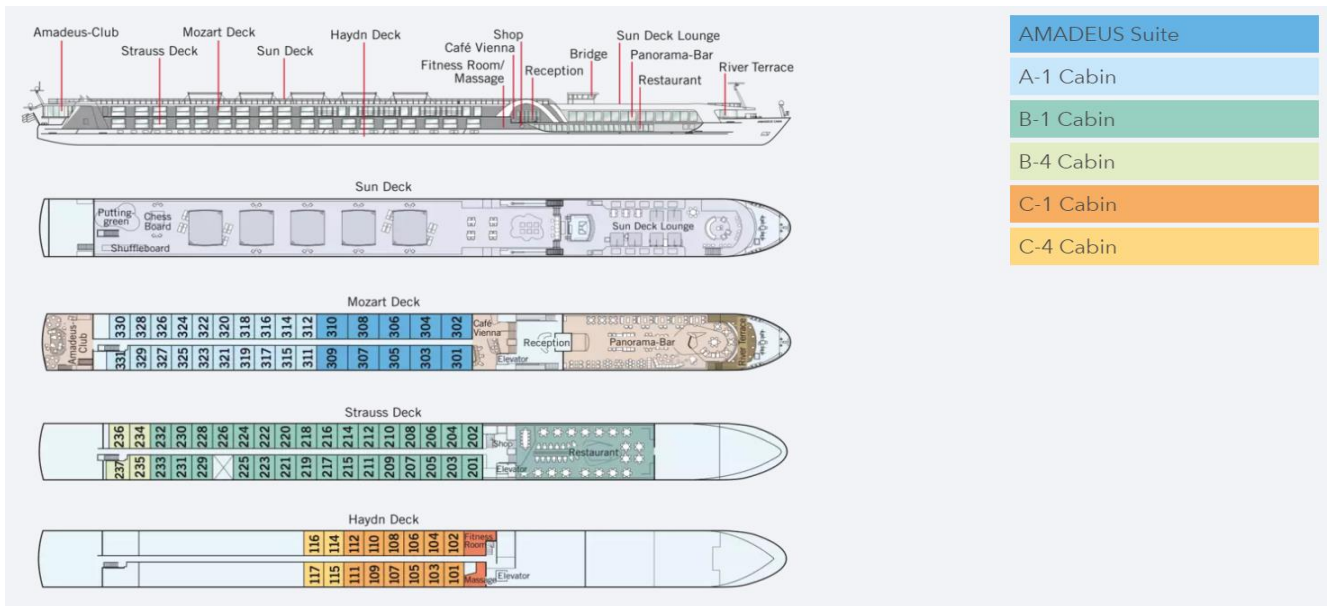 Amadeus-Club
Strauss Deck
Mozart Deck
Sun Deck
Haydn Deck
Shop
Café Vienna
Fitness Room/
Massage
Reception
Bridge
Sun Deck Lounge
Panorama-Bar
Restaurant
River Terrace
AMADEUS Suite
A-1 Cabin
B-1 Cabin
B-4 Cabin
C-1 Cabin
C-4 Cabin
Sun Deck
Putting-
green
Chess
Board
Shuffleboard
Sun Deck Lounge
Mozart Deck
Amadeus-
Club
330 328 326 324 322 320 318 316 314 312 310 308 306 304 302
331 329 327 325 323 321 319 317 315 311 309 307 305 303 301
Café
Vienna
Elevator
Reception
Panorama-Bar
River Terrace
Strauss Deck
236 234 232 230 228 226 224 222 220 218 216 214 212 210 208 206 204 202
237 235 233 231 229 225 223 221 219 217 215 211 209 207 205 203 201
Shop
Elevator
Restaurant
Haydn Deck
116 114 112 110 108 106 104 102
117 115 111 109 107 105 103 101
Fitness
Room
Massage
Elevator